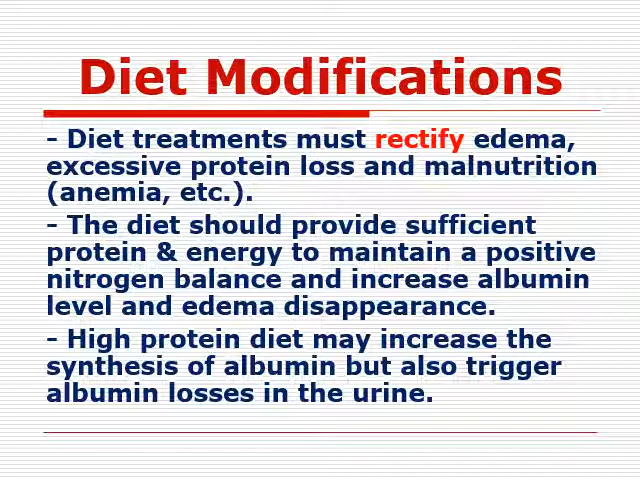 Diet Modifications
- Diet treatments must rectify edema,
excessive protein loss and malnutrition
(anemia, etc.).
- The diet should provide sufficient
protein & energy to maintain a positive
nitrogen balance and increase albumin
level and edema disappearance.
- High protein diet may increase the
synthesis of albumin but also trigger
albumin losses in the urine.